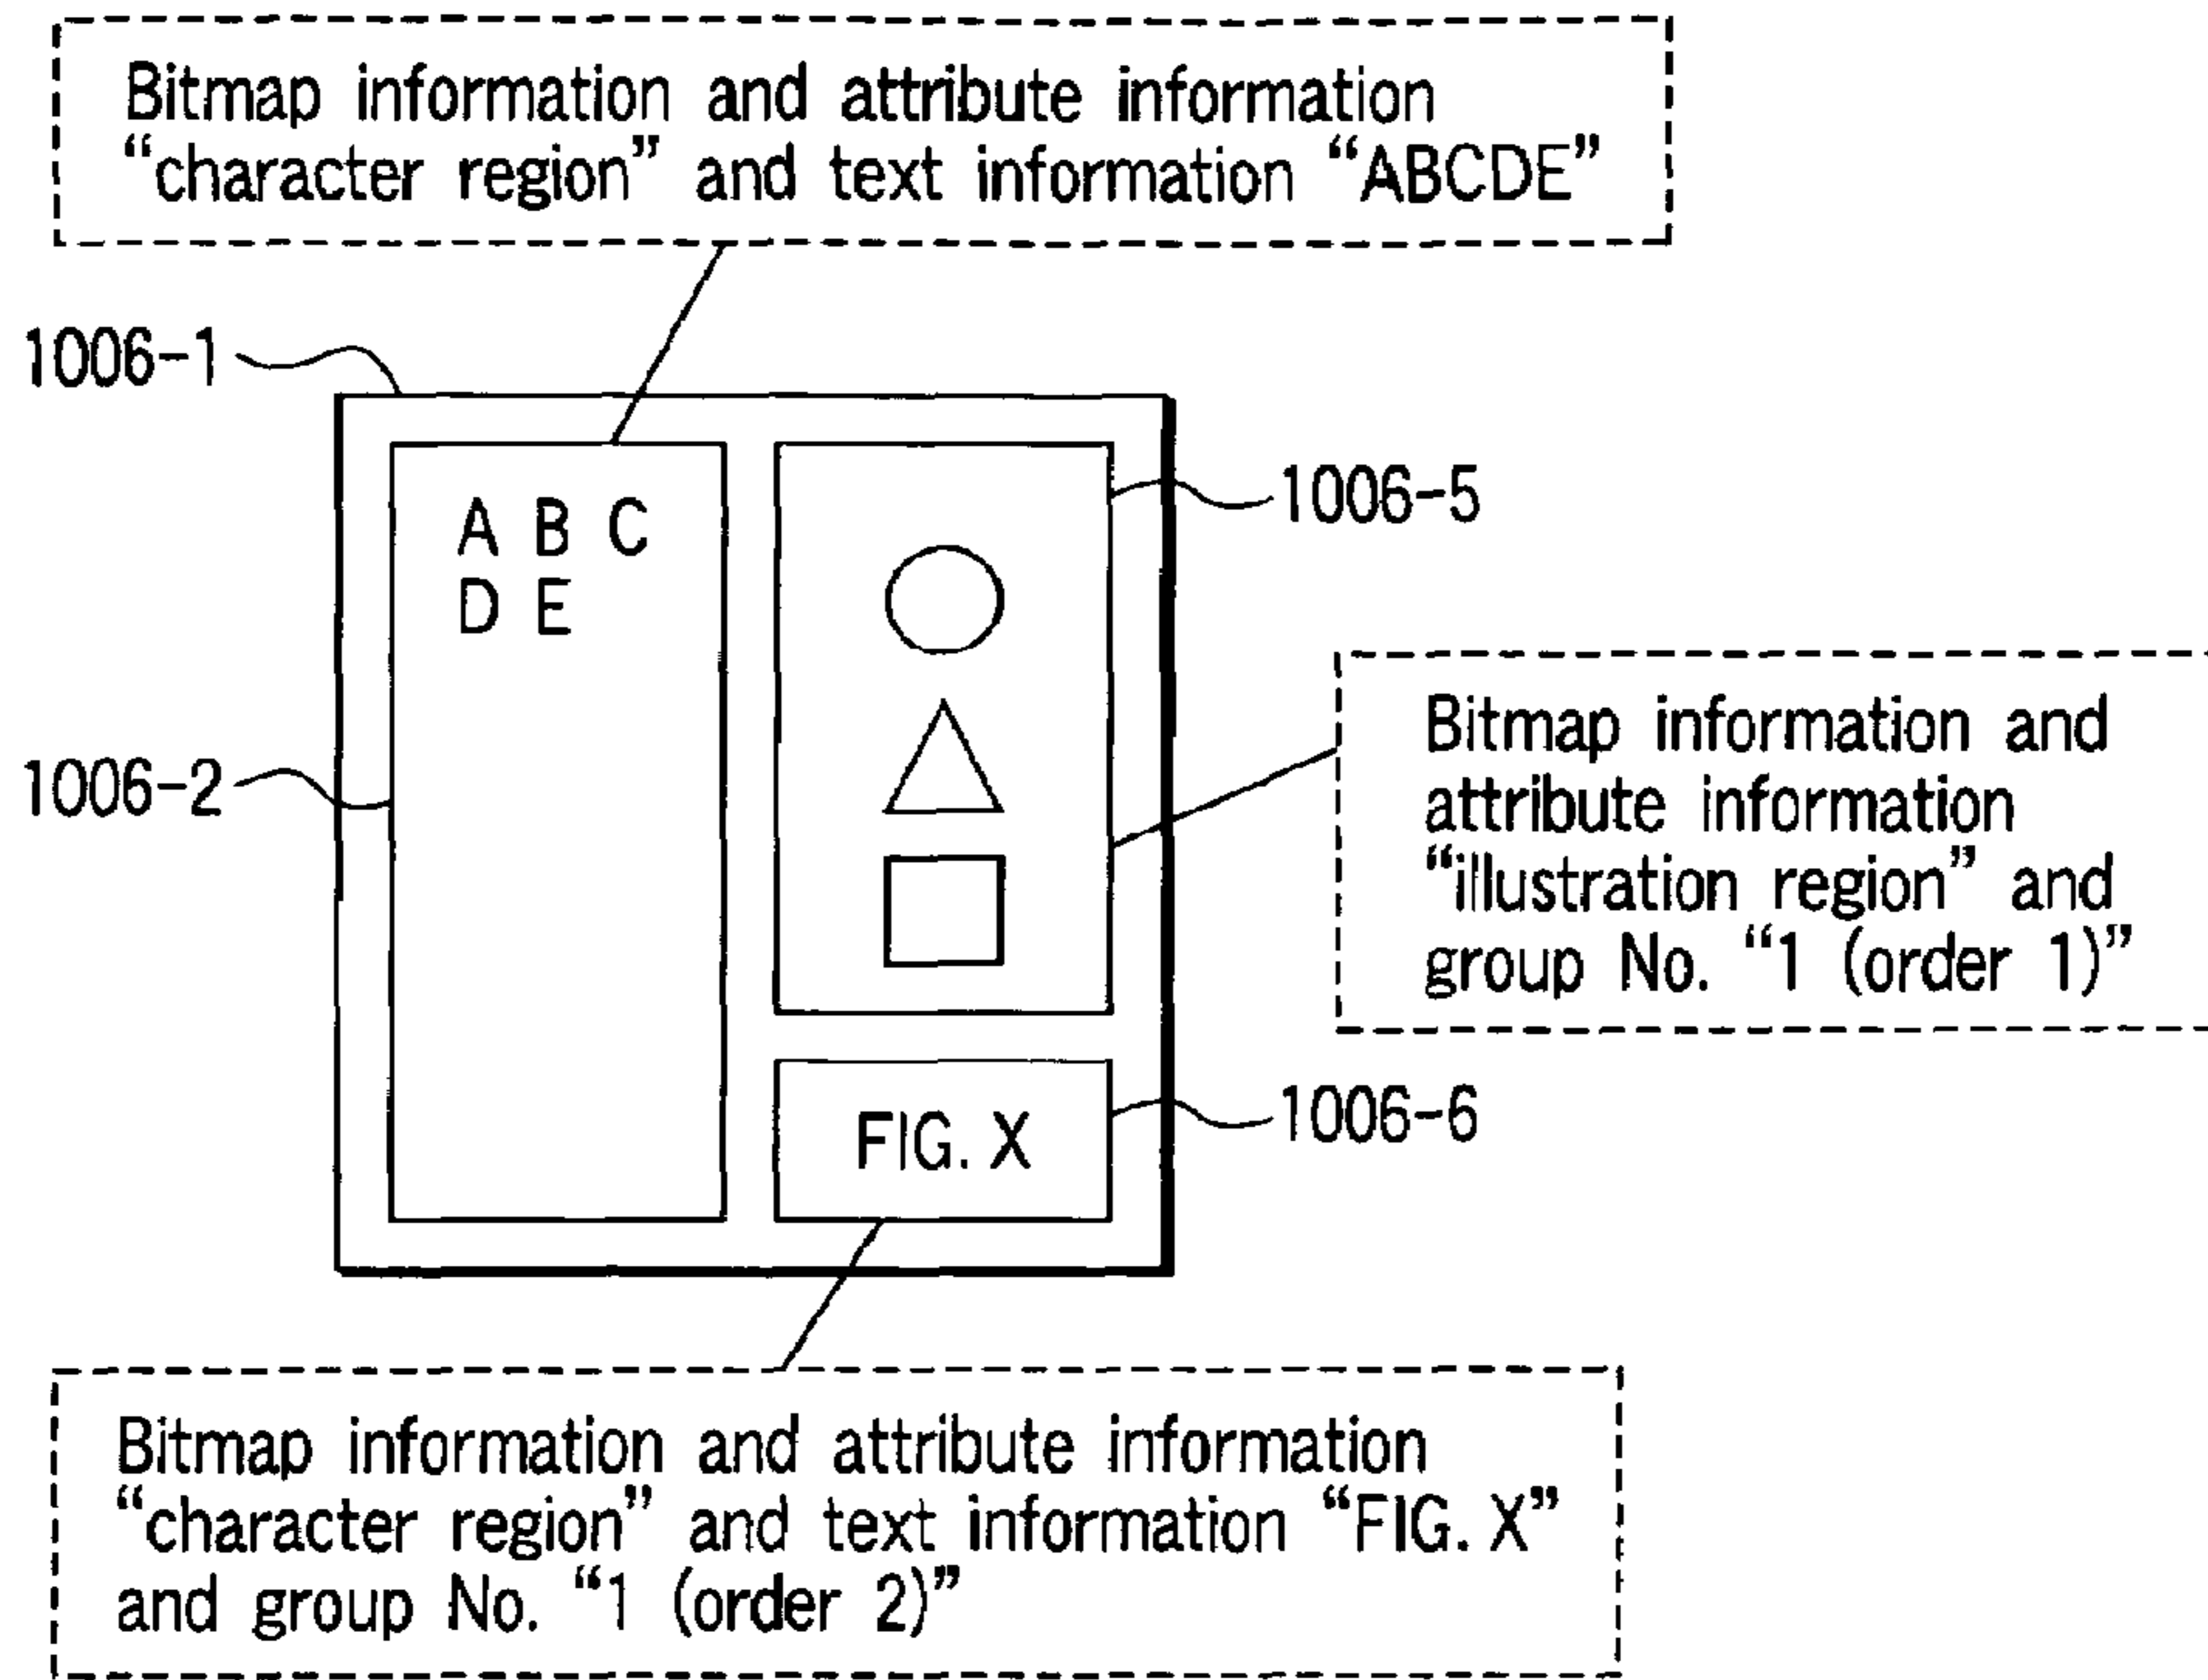 Bitmap information and attribute information
“character region” and text information “ABCDE”
1006-1
1006-5
A B C
D E
1006-2
Bitmap information and
attribute information
“illustration region” and
group No. “1 (order 1)”
1006-6
FIG. X
Bitmap information and attribute information
“character region” and text information “FIG. X”
and group No. “1 (order 2)”